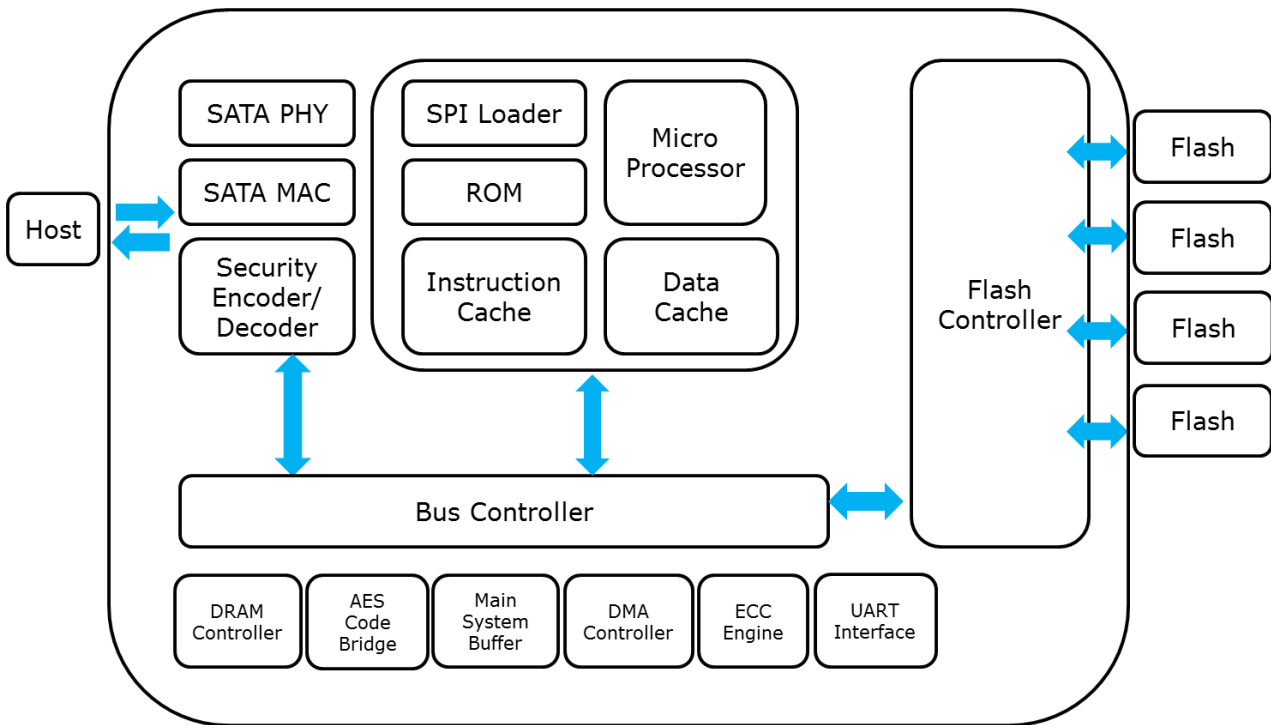 SATA PHY
SATA MAC
Security
Encoder/
Decoder
Host
SPI Loader
ROM
Instruction
Cache
Micro
Processor
Data
Cache
Flash
Controller
Flash
Flash
Flash
Flash
Bus Controller
DRAM
Controller
AES
Code
Bridge
Main
System
Buffer
DMA
Controller
ECC
Engine
UART
Interface